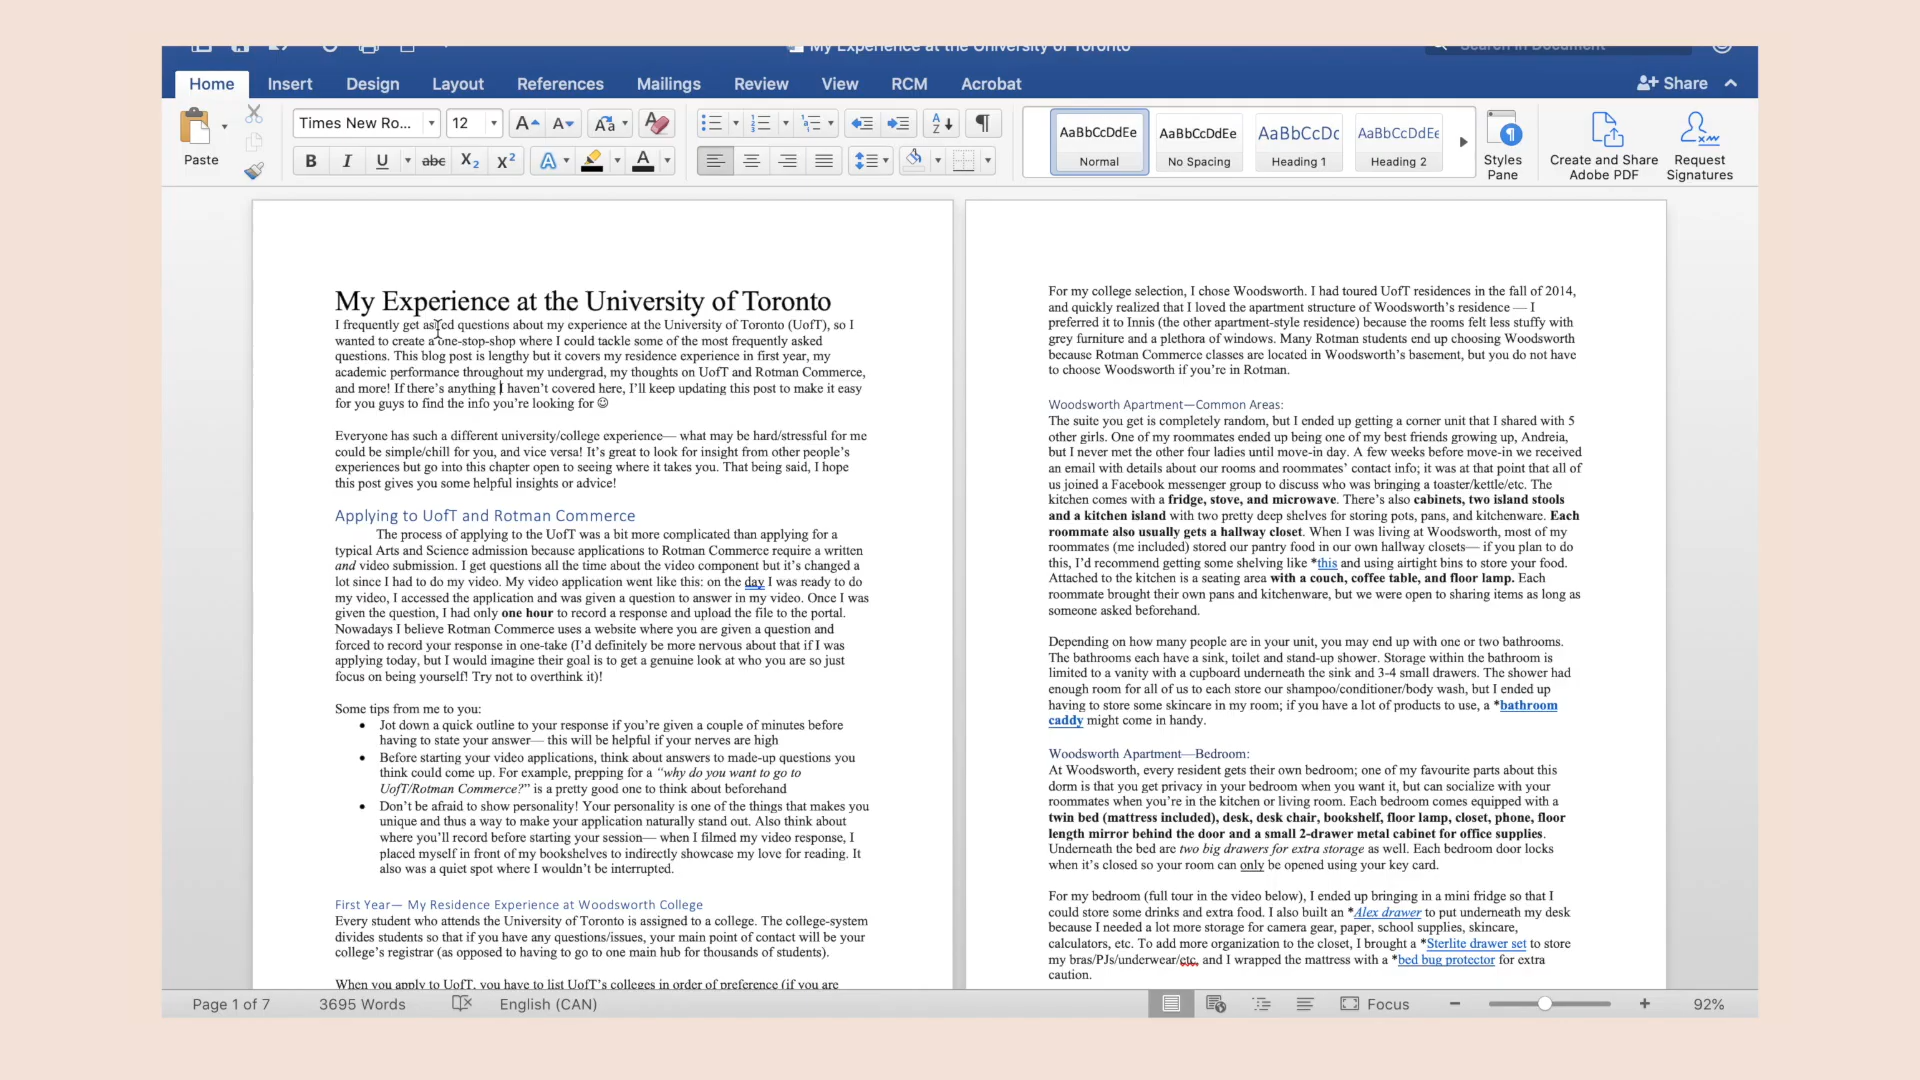 My Experience at the University of Toronto
Search in Document
Home Insert Design Layout References Mailings Review View RCM Acrobat Share
Times New Ro... 12
Paste
AaBbCcDdEe AaBbCcDdEe AaBbCcDc AaBbCcDdEe
Normal No Spacing Heading 1 Heading 2
Styles Pane
Create and Share Adobe PDF
Request Signatures
My Experience at the University of Toronto
I frequently get asked questions about my experience at the University of Toronto (UofT), so I
wanted to create a one-stop-shop where I could tackle some of the most frequently asked
questions. This blog post is lengthy but it covers my residence experience in first year, my
academic performance throughout my undergrad, my thoughts on UofT and Rotman Commerce,
and more! If there’s anything I haven’t covered here, I’ll keep updating this post to make it easy
for you guys to find the info you’re looking for ☺
Everyone has such a different university/college experience— what may be hard/stressful for me
could be simple/chill for you, and vice versa! It’s great to look for insight from other people’s
experiences but go into this chapter open to seeing where it takes you. That being said, I hope
this post gives you some helpful insights or advice!
Applying to UofT and Rotman Commerce
The process of applying to the UofT was a bit more complicated than applying for a
typical Arts and Science admission because applications to Rotman Commerce require a written
and video submission. I get questions all the time about the video component but it’s changed a
lot since I had to do my video. My video application went like this: on the day I was ready to do
my video, I accessed the application and was given a question to answer in my video. Once I was
given the question, I had only one hour to record a response and upload the file to the portal.
Nowadays I believe Rotman Commerce uses a website where you are given a question and
forced to record your response in one-take (I’d definitely be more nervous about that if I was
applying today, but I would imagine their goal is to get a genuine look at who you are so just
focus on being yourself! Try not to overthink it)!
Some tips from me to you:
• Jot down a quick outline to your response if you’re given a couple of minutes before
having to state your answer— this will be helpful if your nerves are high
• Before starting your video applications, think about answers to made-up questions you
think could come up. For example, prepping for a “why do you want to go to
UofT/Rotman Commerce?” is a pretty good one to think about beforehand
• Don’t be afraid to show personality! Your personality is one of the things that makes you
unique and thus a way to make your application naturally stand out. Also think about
where you’ll record before starting your session— when I filmed my video response, I
placed myself in front of my bookshelves to indirectly showcase my love for reading. It
also was a quiet spot where I wouldn’t be interrupted.
First Year— My Residence Experience at Woodsworth College
Every student who attends the University of Toronto is assigned to a college. The college-system
divides students so that if you have any questions/issues, your main point of contact will be your
college’s registrar (as opposed to having to go to one main hub for thousands of students).
When you apply to UofT, you have to list UofT’s colleges in order of preference (if you are
For my college selection, I chose Woodsworth. I had toured UofT residences in the fall of 2014,
and quickly realized that I loved the apartment structure of Woodsworth’s residence — I
preferred it to Innis (the other apartment-style residence) because the rooms felt less stuffy with
grey furniture and a plethora of windows. Many Rotman students end up choosing Woodsworth
because Rotman Commerce classes are located in Woodsworth’s basement, but you do not have
to choose Woodsworth if you’re in Rotman.
Woodsworth Apartment—Common Areas:
The suite you get is completely random, but I ended up getting a corner unit that I shared with 5
other girls. One of my roommates ended up being one of my best friends growing up, Andreia,
but I never met the other four ladies until move-in day. A few weeks before move-in we received
an email with details about our rooms and roommates’ contact info; it was at that point that all of
us joined a Facebook messenger group to discuss who was bringing a toaster/kettle/etc. The
kitchen comes with a fridge, stove, and microwave. There’s also cabinets, two island stools
and a kitchen island with two pretty deep shelves for storing pots, pans, and kitchenware. Each
roommate also usually gets a hallway closet. When I was living at Woodsworth, most of my
roommates (me included) stored our pantry food in our own hallway closets— if you plan to do
this, I’d recommend getting some shelving like *this and using airtight bins to store your food.
Attached to the kitchen is a seating area with a couch, coffee table, and floor lamp. Each
roommate brought their own pans and kitchenware, but we were open to sharing items as long as
someone asked beforehand.
Depending on how many people are in your unit, you may end up with one or two bathrooms.
The bathrooms each have a sink, toilet and stand-up shower. Storage within the bathroom is
limited to a vanity with a cupboard underneath the sink and 3-4 small drawers. The shower had
enough room for all of us to each store our shampoo/conditioner/body wash, but I ended up
having to store some skincare in my room; if you have a lot of products to use, a *bathroom
caddy might come in handy.
Woodsworth Apartment—Bedroom:
At Woodsworth, every resident gets their own bedroom; one of my favourite parts about this
dorm is that you get privacy in your bedroom when you want it, but can socialize with your
roommates when you’re in the kitchen or living room. Each bedroom comes equipped with a
twin bed (mattress included), desk, desk chair, bookshelf, floor lamp, closet, phone, floor
length mirror behind the door and a small 2-drawer metal cabinet for office supplies.
Underneath the bed are two big drawers for extra storage as well. Each bedroom door locks
when it’s closed so your room can only be opened using your key card.
For my bedroom (full tour in the video below), I ended up bringing in a mini fridge so that I
could store some drinks and extra food. I also built an *Alex drawer to put underneath my desk
because I needed a lot more storage for camera gear, paper, school supplies, skincare,
calculators, etc. To add more organization to the closet, I brought a *Sterlite drawer set to store
my bras/PJs/underwear/etc. and I wrapped the mattress with a *bed bug protector for extra
caution.
Page 1 of 7 3695 Words English (CAN) Focus 92%